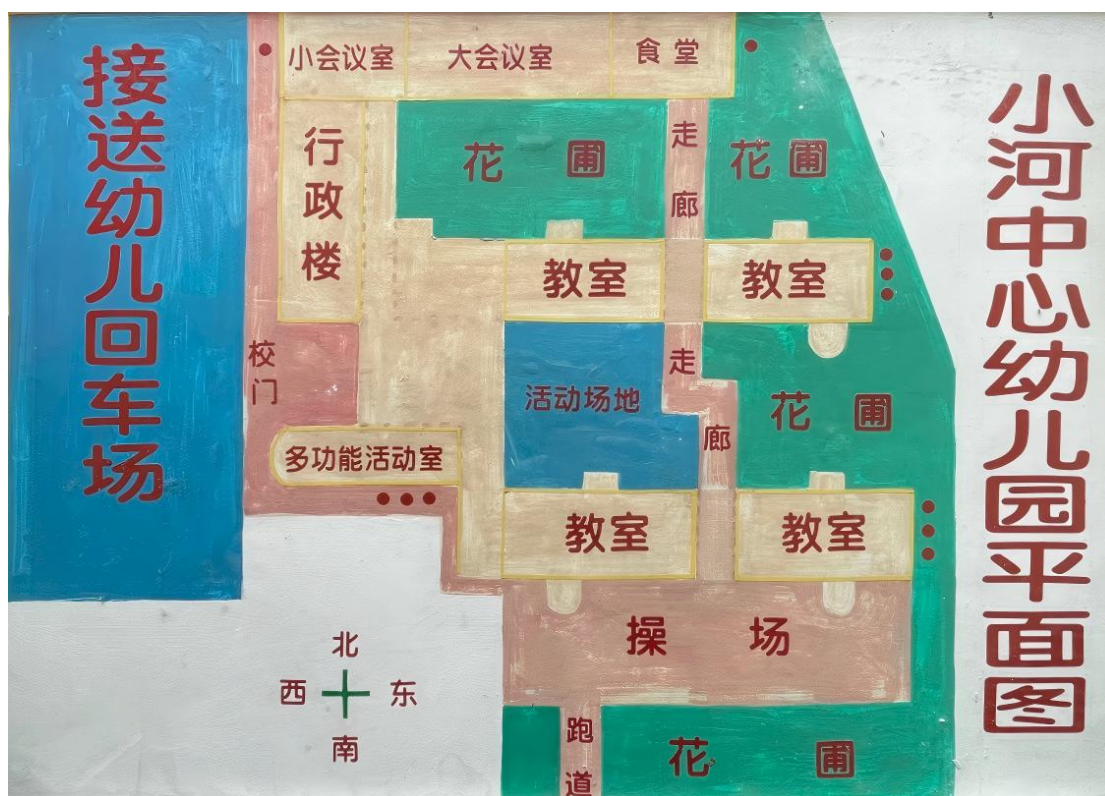 接送幼儿回车场
小会议室
大会议室
食堂
行政楼
花圃
走廊
花圃
教室
教室
校门
活动场地
走廊
花圃
多功能活动室
教室
教室
操场
北
西 东
南
跑道
花圃
小河中心幼儿园平面图